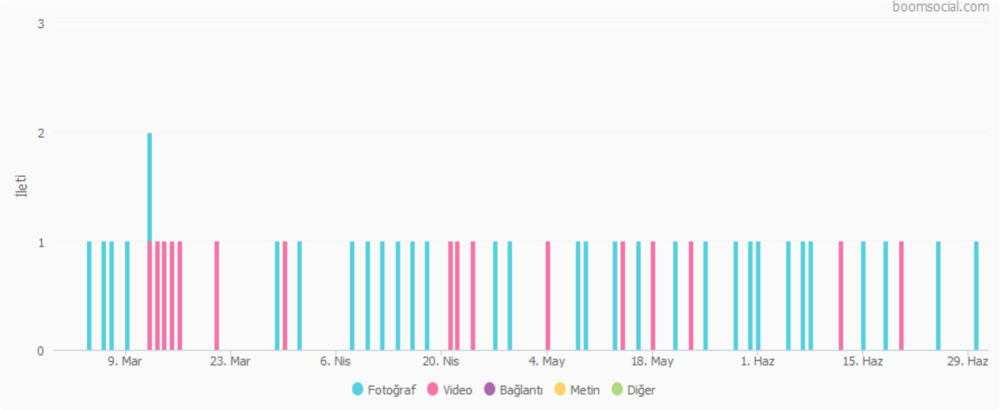 boomsocial.com
3
2
İleti
1
0
9. Mar 23. Mar 6. Nis 20. Nis 4. May 18. May 1. Haz 15. Haz 29. Haz
Fotoğraf Video Bağlantı Metin Diğer